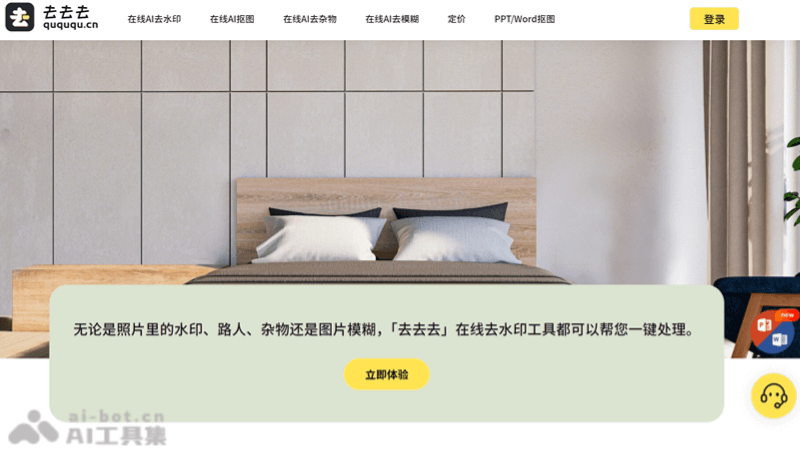 去 去去去
quququ.cn
在线AI去水印 在线AI抠图 在线AI去杂物 在线AI去模糊 定价 PPT/Word抠图 登录
无论是照片里的水印、路人、杂物还是图片模糊，「去去去」在线去水印工具都可以帮您一键处理。
new
P
W
立即体验
ai-bot.cn
AI工具集